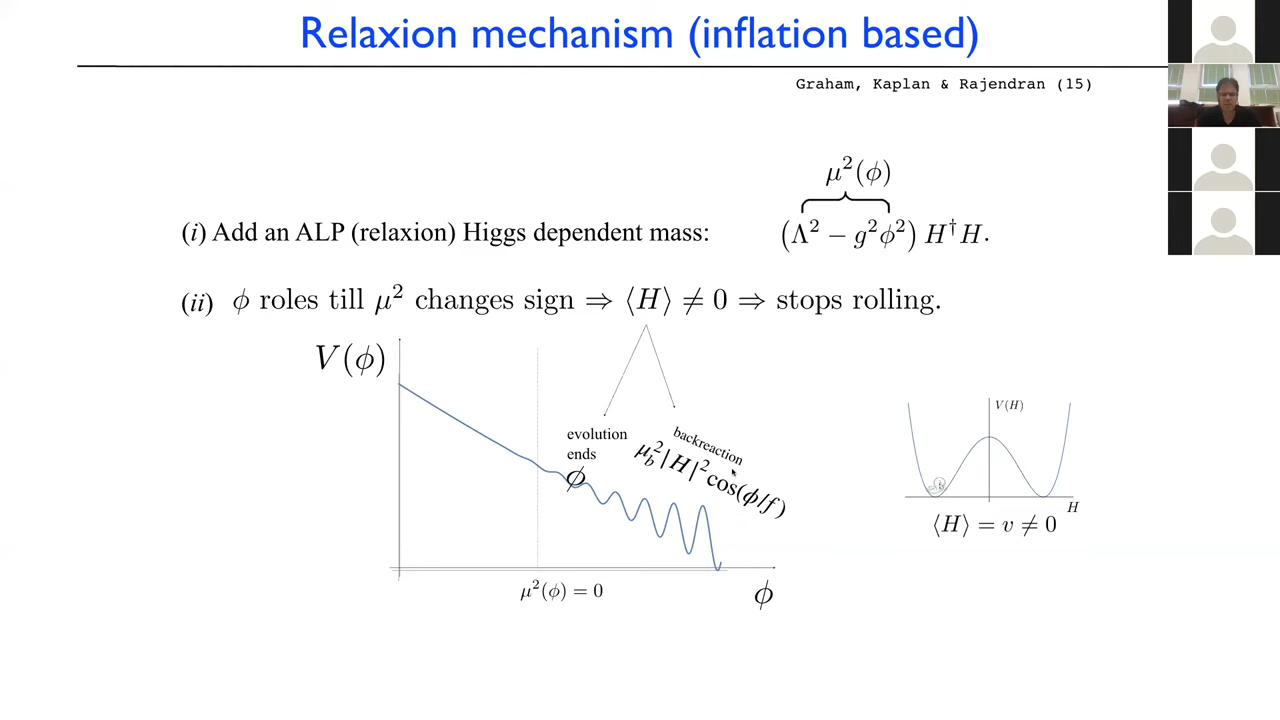 Relaxion mechanism (inflation based)
Graham, Kaplan & Rajendran (15)
μ²(φ)
(i) Add an ALP (relaxion) Higgs dependent mass: (Λ² − g²φ²) H†H.
(ii) φ roles till μ² changes sign ⇒ ⟨H⟩ ≠ 0 ⇒ stops rolling.
V(φ)
evolution
ends
φ
backreaction
μ_b²|H|² cos(φ/f)
μ²(φ) = 0
φ
V(H)
H
⟨H⟩ = v ≠ 0